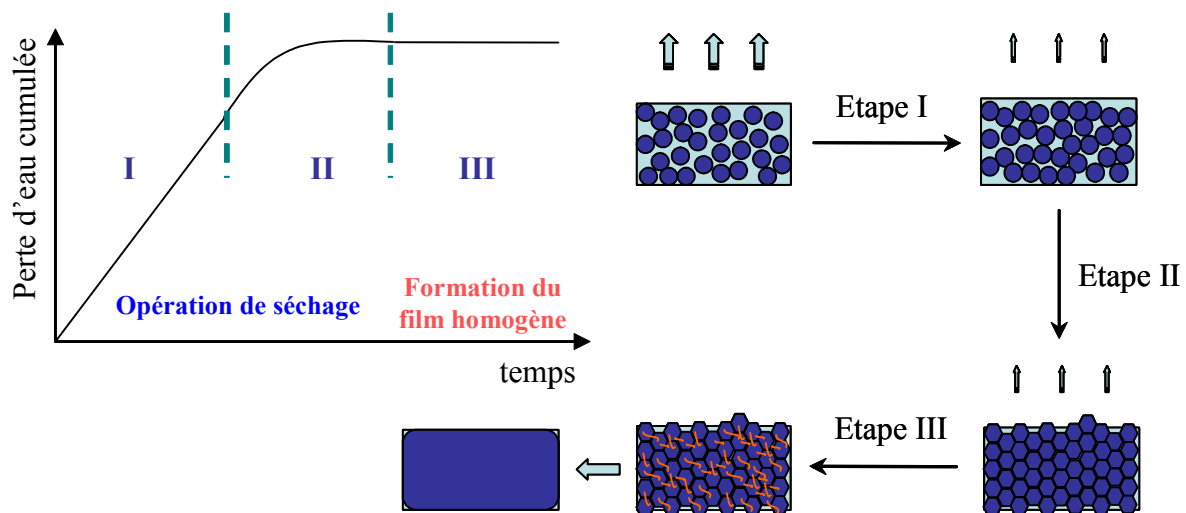 Perte d'eau cumulée
I
II
III
Opération de séchage
Formation du
film homogène
temps
Etape I
Etape II
Etape III